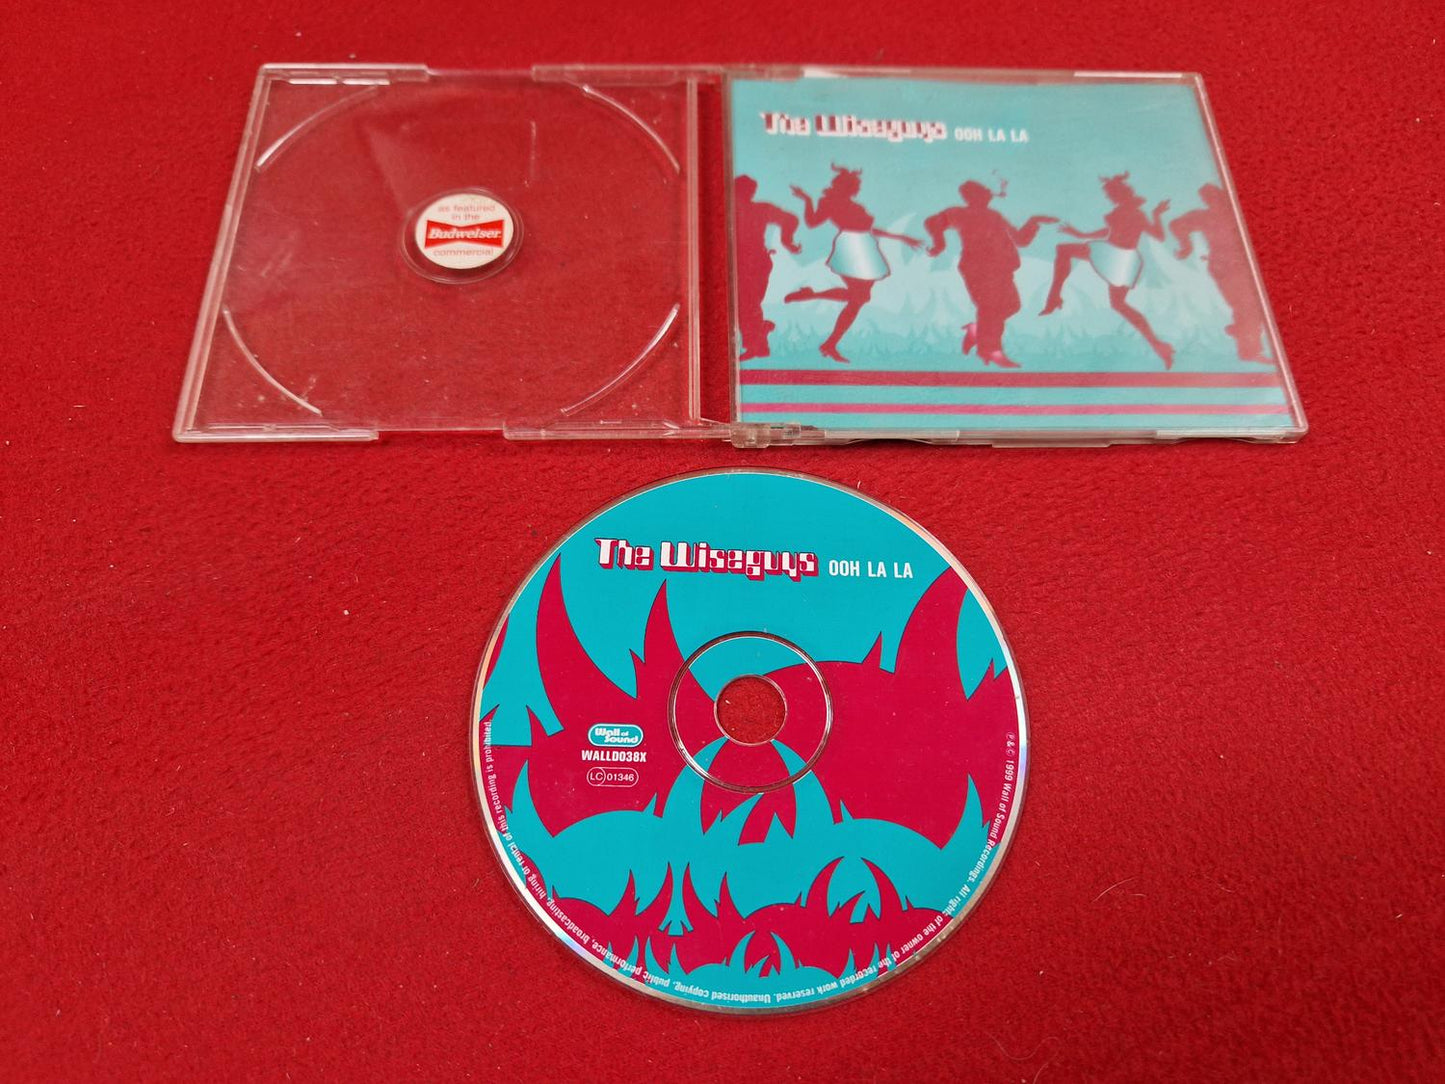 as featured
in the
Budweiser.
commercial
The Wiseguys OOH LA LA
The Wiseguys OOH LA LA
Wall of
Sound
WALLD038X
LC 01346
℗ & © 1999 Wall of Sound Recordings. All rights of the owner of the recorded work reserved. Unauthorised copying, public performance, broadcasting, hiring or rental of this recording is prohibited.